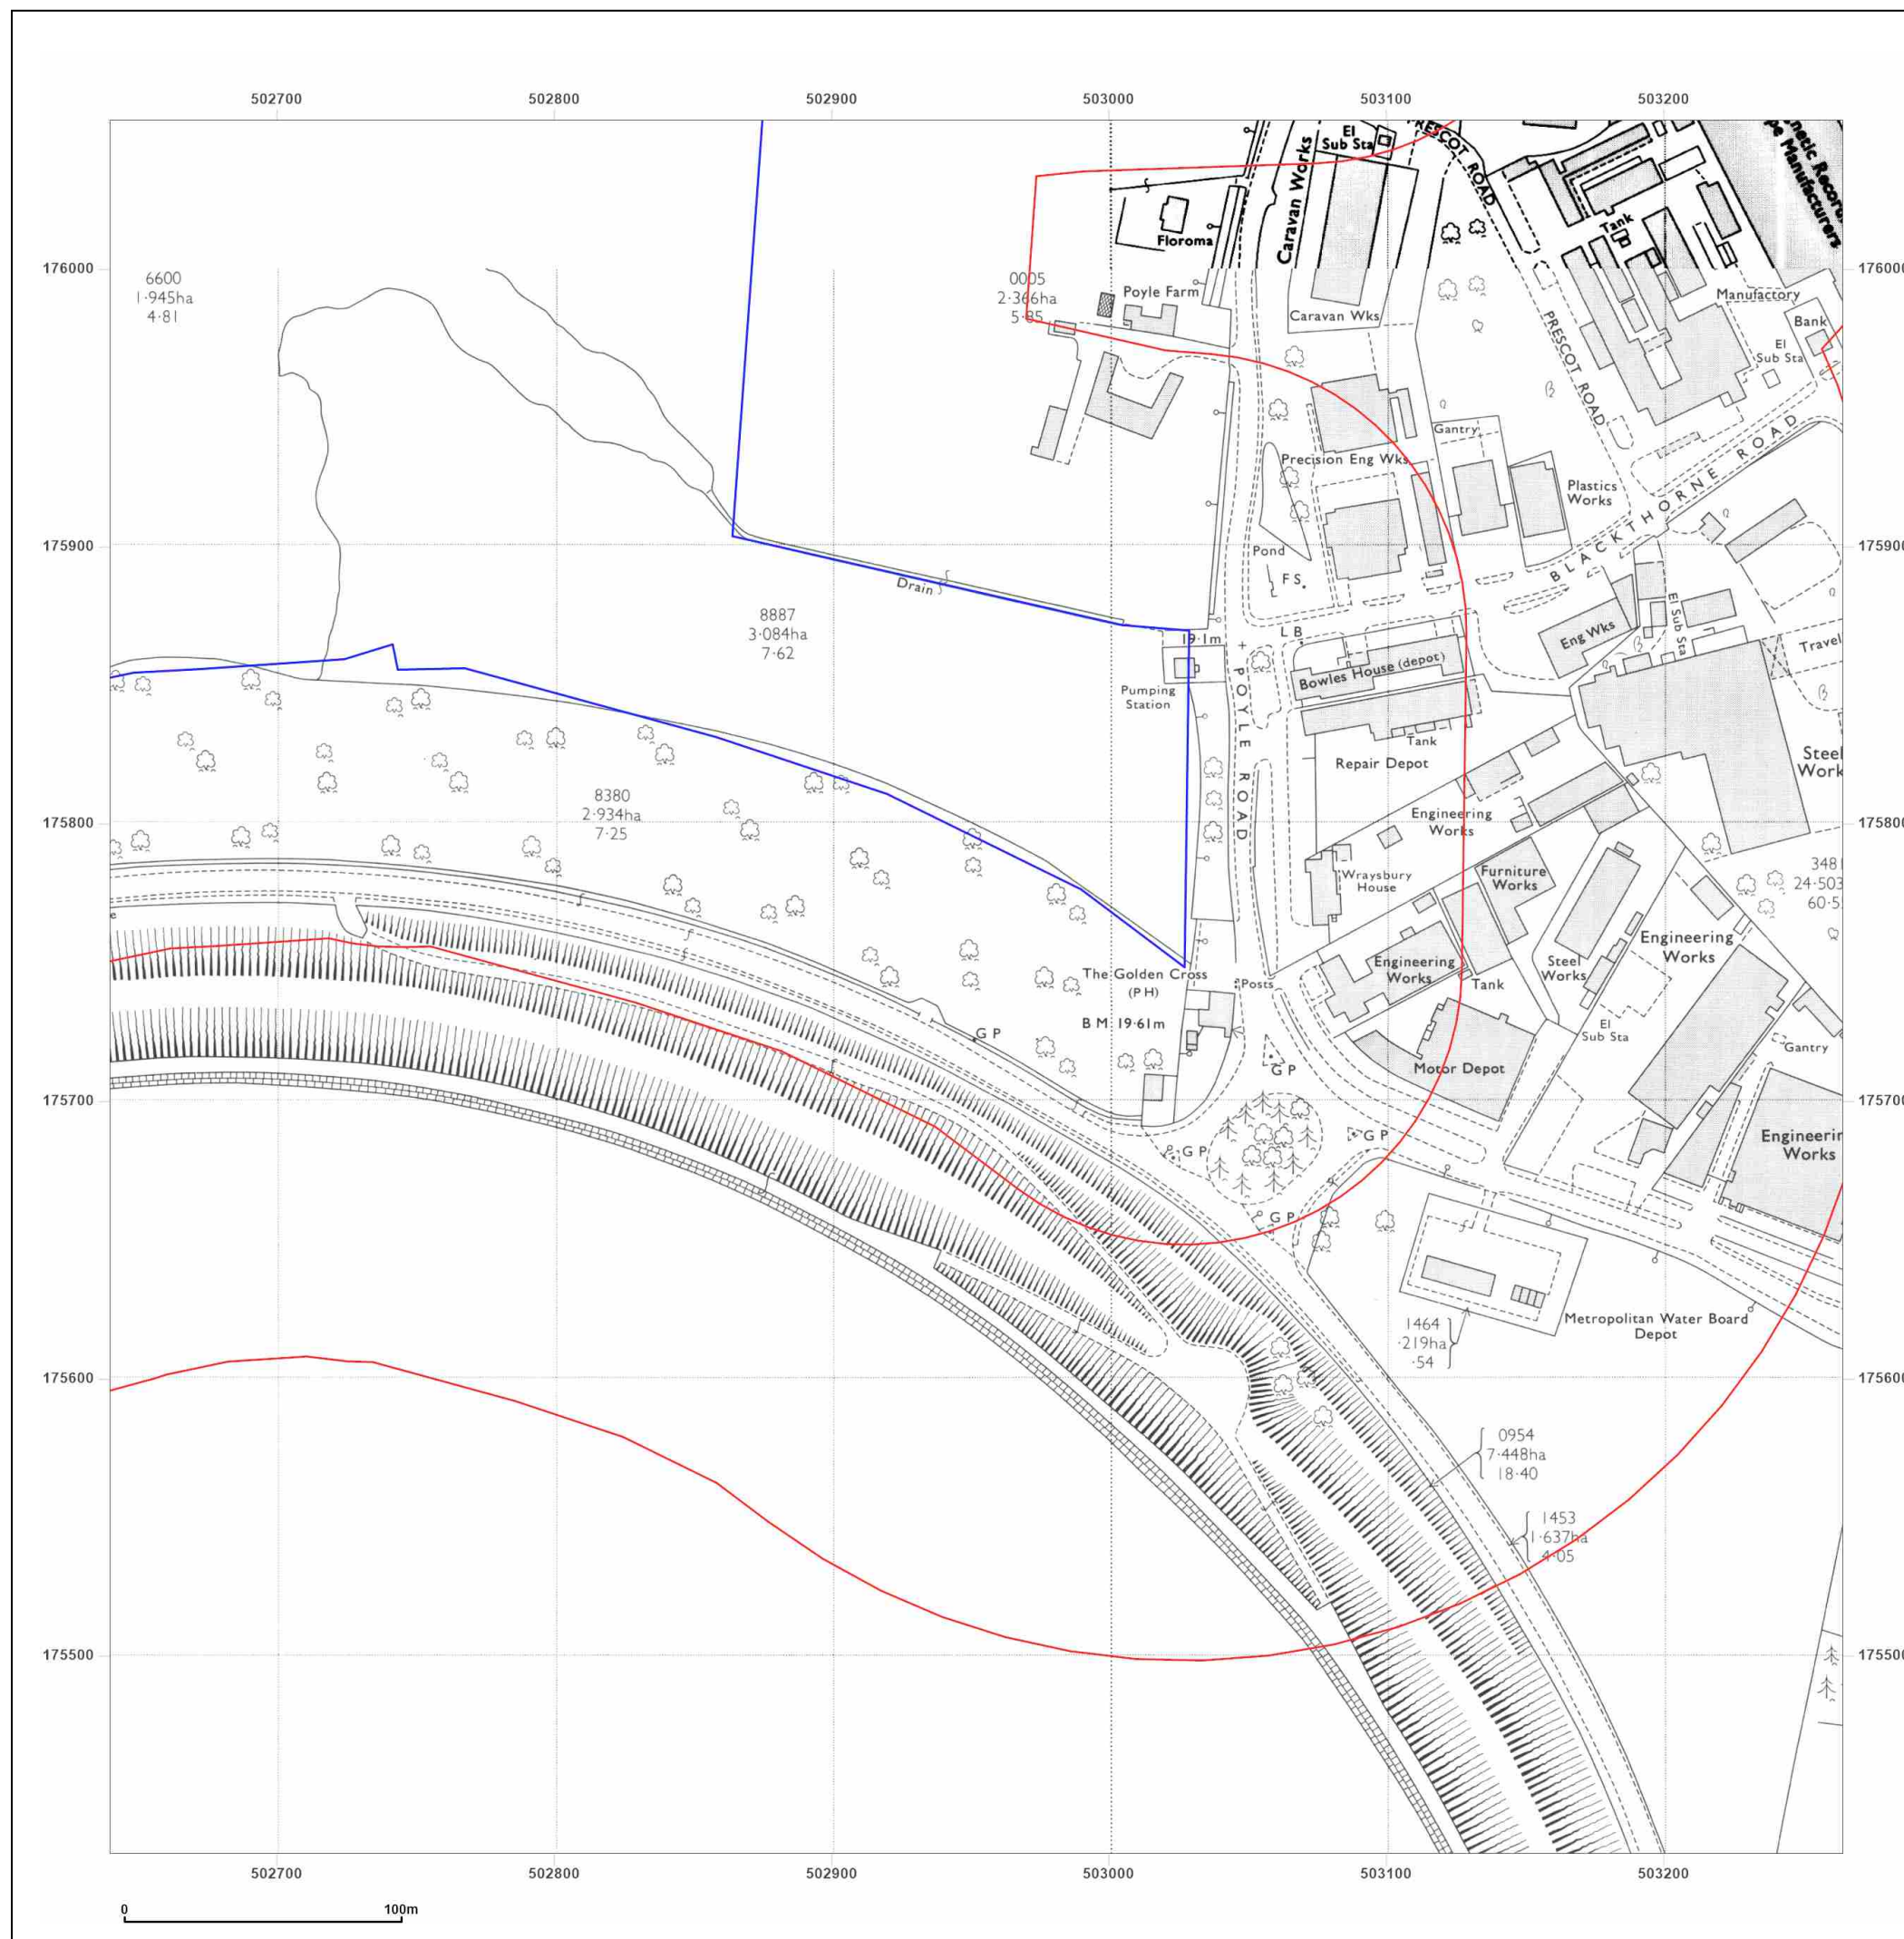 502700
502800
502900
503000
503100
503200
176000
175900
175800
175700
175600
175500
6600
1·945ha
4·81
0005
2·366ha
5·85
El
Sub Sta
Caravan Works
Floroma
Poyle Farm
Caravan Wks
PRESCOT ROAD
Tank
Manufacturers
Manufactory
Bank
El
Sub Sta
PRESCOT ROAD
Gantry
Precision Eng Wks
Plastics
Works
BLACKTHORNE ROAD
Pond
F S
Drain
8887
3·084ha
7·62
19·1m
L B
Eng Wks
El Sub Sta
Travel
Bowles House (depot)
Pumping
Station
POYLE ROAD
Tank
Repair Depot
Steel
Work
8380
2·934ha
7·25
Engineering
Works
Wraysbury
House
Furniture
Works
348
24·503
60·5
Engineering
Works
Steel
Works
Engineering
Works
Tank
The Golden Cross
(P H)
Posts
B M 19·61m
G P
El
Sub Sta
Gantry
Motor Depot
G P
G P
G P
Engineerin
Works
G P
Metropolitan Water Board
Depot
1464
·219ha
·54
0954
7·448ha
18·40
1453
1·637ha
4·05
176000
175900
175800
175700
175600
175500
502700
502800
502900
503000
503100
503200
0
100m